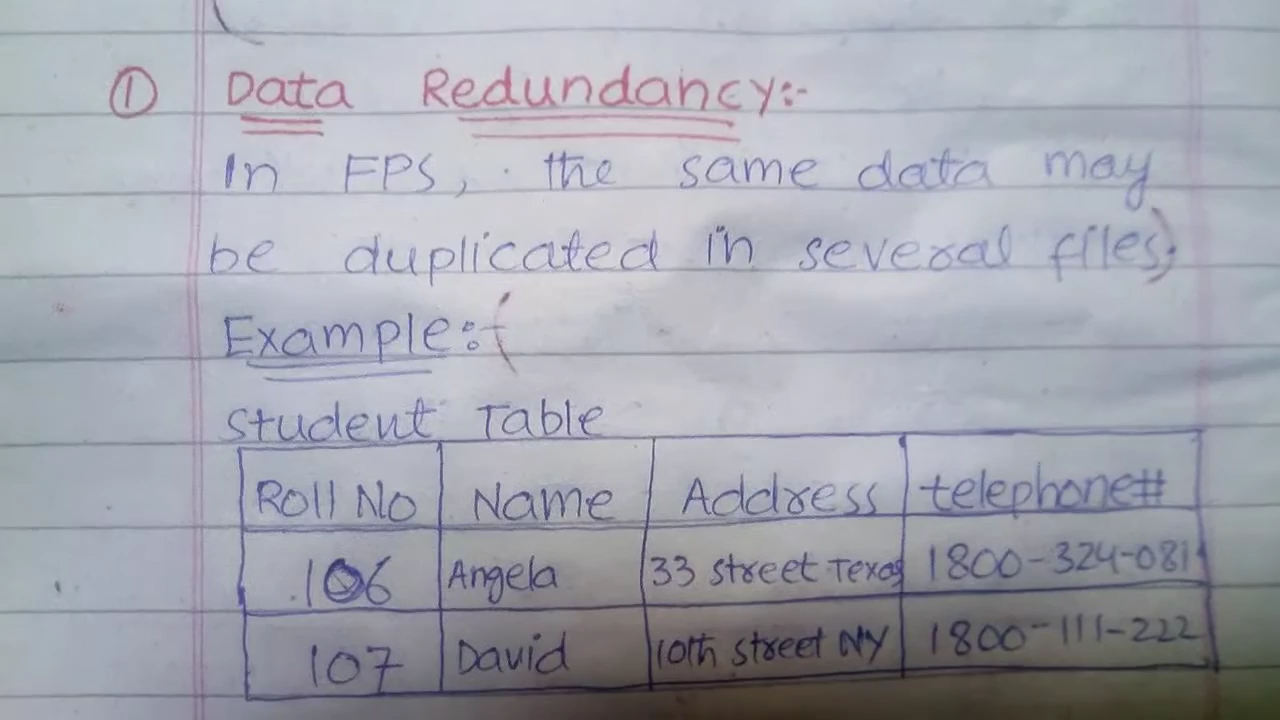 ① Data Redundancy:-
In FPS, the same data may
be duplicated in several files;
Example:-
Student Table
Roll No Name Address telephone#
106 Angela 33 street Texas 1800-324-081
107 David 10th street NY 1800-111-222